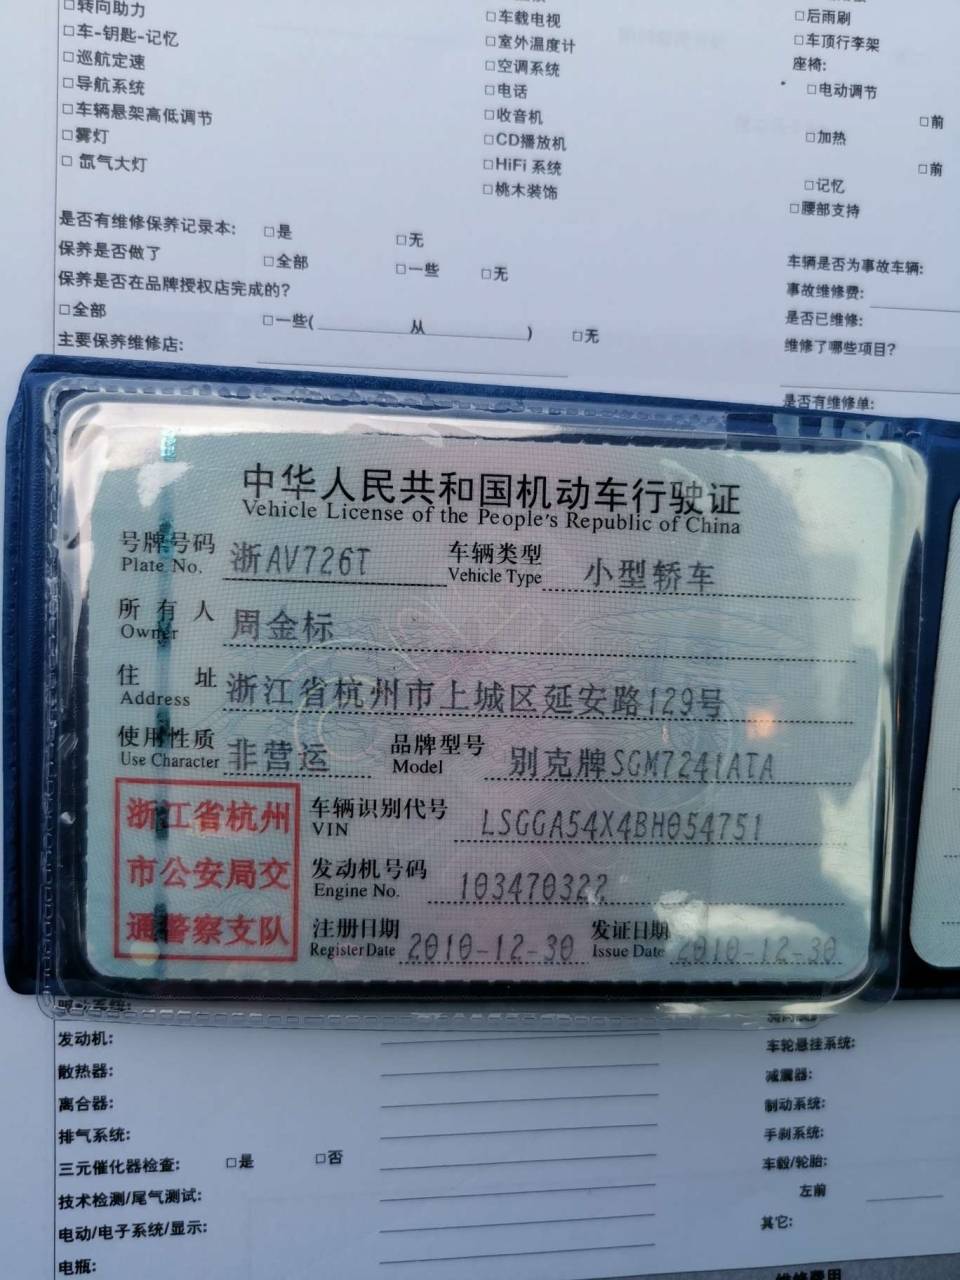 □转向助力
□车-钥匙-记忆
□巡航定速
□导航系统
□车辆悬架高低调节
□雾灯
□ 氙气大灯
□车载电视
□室外温度计
□空调系统
□电话
□收音机
□CD播放机
□HiFi 系统
□桃木装饰
□后雨刷
□车顶行李架
座椅:
□电动调节
□前
□加热
□前
□记忆
□腰部支持
是否有维修保养记录本: □是 □无
保养是否做了 □全部 □一些 □无
保养是否在品牌授权店完成的?
□全部 □一些( 从 ) □无
主要保养维修店:
车辆是否为事故车辆:
事故维修费:
是否已维修:
维修了哪些项目?
是否有维修单:
中华人民共和国机动车行驶证
Vehicle License of the People's Republic of China
号牌号码 浙AV726T 车辆类型 小型轿车
Plate No. Vehicle Type
所有人 周金标
Owner
住址 浙江省杭州市上城区延安路129号
Address
使用性质 非营运 品牌型号 别克牌SGM7241ATA
Use Character Model
浙江省杭州
市公安局交
通警察支队
车辆识别代号 LSGGA54X4BH054751
VIN
发动机号码 103470322
Engine No.
注册日期 2010-12-30 发证日期 2010-12-30
Register Date Issue Date
发动机:
散热器:
离合器:
排气系统:
三元催化器检查: □是 □否
技术检测/尾气测试:
电动/电子系统/显示:
电瓶:
车轮悬挂系统:
减震器:
制动系统:
手刹系统:
车毂/轮胎:
左前
其它:
维修费用